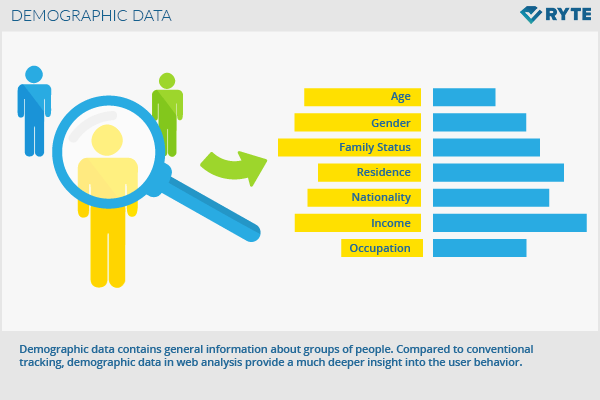 DEMOGRAPHIC DATA
RYTE
Age
Gender
Family Status
Residence
Nationality
Income
Occupation
Demographic data contains general information about groups of people. Compared to conventional
tracking, demographic data in web analysis provide a much deeper insight into the user behavior.